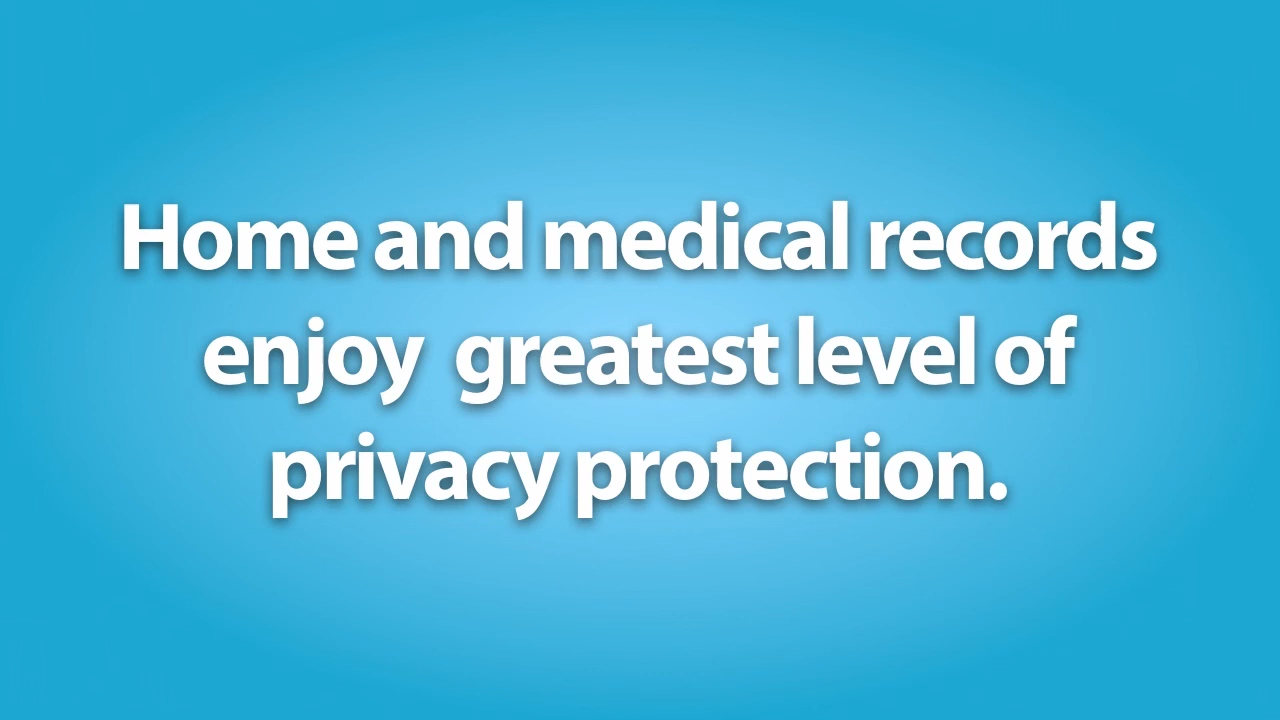 Home and medical records
enjoy  greatest level of
privacy protection.